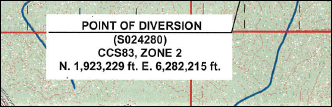 POINT OF DIVERSION
(S024280)
CCS83, ZONE 2
N. 1,923,229 ft. E. 6,282,215 ft.